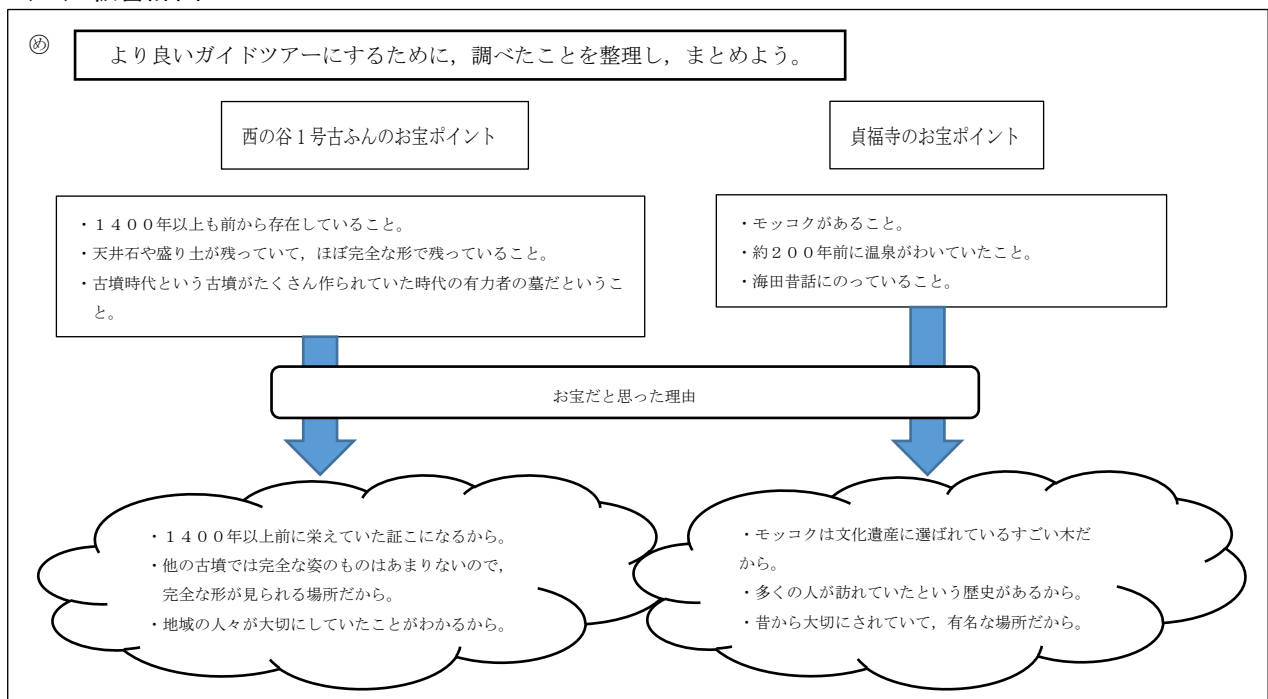 め
より良いガイドツアーにするために，調べたことを整理し，まとめよう。
西の谷１号古ふんのお宝ポイント
・１４００年以上も前から存在していること。
・天井石や盛り土が残っていて，ほぼ完全な形で残っていること。
・古墳時代という古墳がたくさん作られていた時代の有力者の墓だというこ
と。
貞福寺のお宝ポイント
・モッコクがあること。
・約２００年前に温泉がわいていたこと。
・海田昔話にのっていること。
お宝だと思った理由
・１４００年以上前に栄えていた証こになるから。
・他の古墳では完全な姿のものはあまりないので，
完全な形が見られる場所だから。
・地域の人々が大切にしていたことがわかるから。
・モッコクは文化遺産に選ばれているすごい木だ
から。
・多くの人が訪れていたという歴史があるから。
・昔から大切にされていて，有名な場所だから。